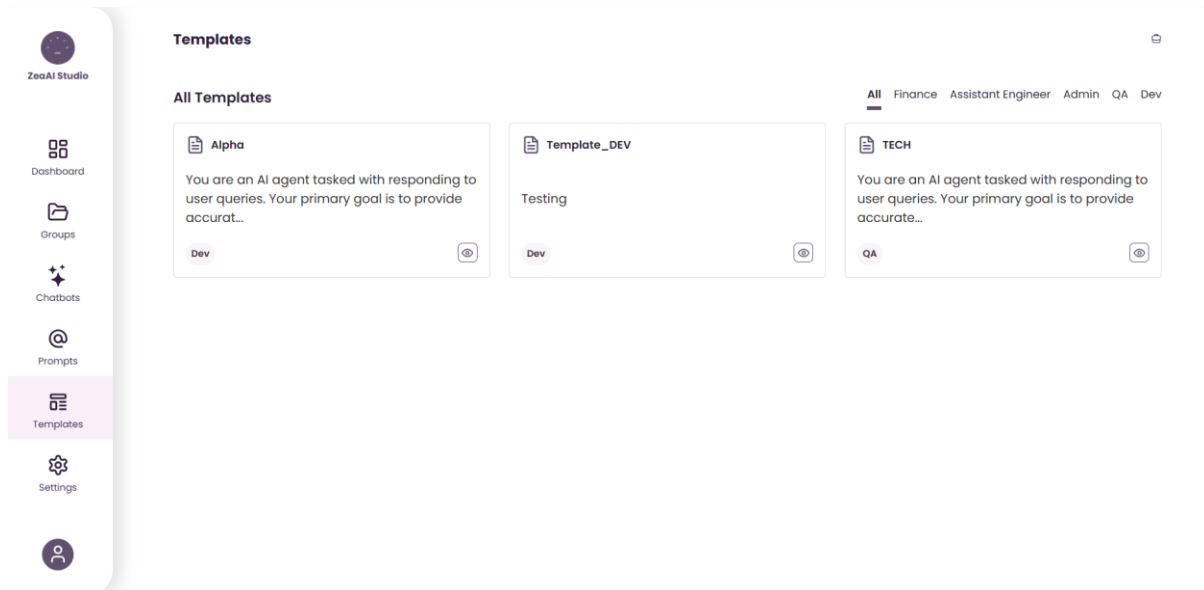 ZeaAI Studio
Dashboard
Groups
Chatbots
Prompts
Templates
Settings
Templates
All Templates
All Finance Assistant Engineer Admin QA Dev
Alpha
You are an AI agent tasked with responding to
user queries. Your primary goal is to provide
accurat...
Dev
Template_DEV
Testing
Dev
TECH
You are an AI agent tasked with responding to
user queries. Your primary goal is to provide
accurate...
QA